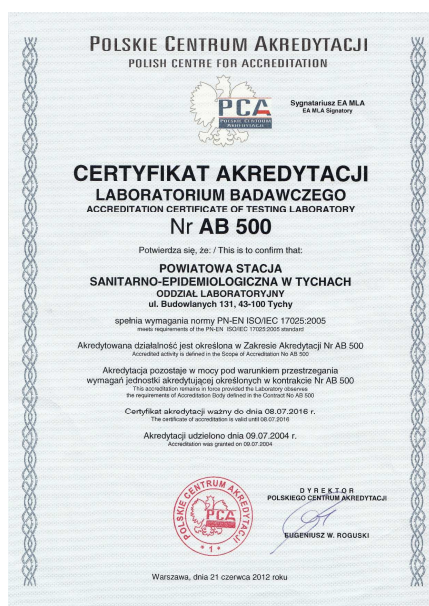 POLSKIE CENTRUM AKREDYTACJI
POLISH CENTRE FOR ACCREDITATION
PCA
POLSKIE CENTRUM
AKREDYTACJI
Sygnatariusz EA MLA
EA MLA Signatory
CERTYFIKAT AKREDYTACJI
LABORATORIUM BADAWCZEGO
ACCREDITATION CERTIFICATE OF TESTING LABORATORY
Nr AB 500
Potwierdza się, że: / This is to confirm that:
POWIATOWA STACJA
SANITARNO-EPIDEMIOLOGICZNA W TYCHACH
ODDZIAŁ LABORATORYJNY
ul. Budowlanych 131, 43-100 Tychy
spełnia wymagania normy PN-EN ISO/IEC 17025:2005
meets requirements of the PN-EN ISO/IEC 17025:2005 standard
Akredytowana działalność jest określona w Zakresie Akredytacji Nr AB 500
Accredited activity is defined in the Scope of Accreditation No AB 500
Akredytacja pozostaje w mocy pod warunkiem przestrzegania
wymagań jednostki akredytującej określonych w kontrakcie Nr AB 500
This accreditation remains in force provided the Laboratory observes
the requirements of Accreditation Body defined in the Contract No AB 500
Certyfikat akredytacji ważny do dnia 08.07.2016 r.
The certificate of accreditation is valid until 08.07.2016
Akredytacji udzielono dnia 09.07.2004 r.
Accreditation was granted on 09.07.2004
POLSKIE CENTRUM AKREDYTACJI
PCA
* 1 *
DYREKTOR
POLSKIEGO CENTRUM AKREDYTACJI
EUGENIUSZ W. ROGUSKI
Warszawa, dnia 21 czerwca 2012 roku